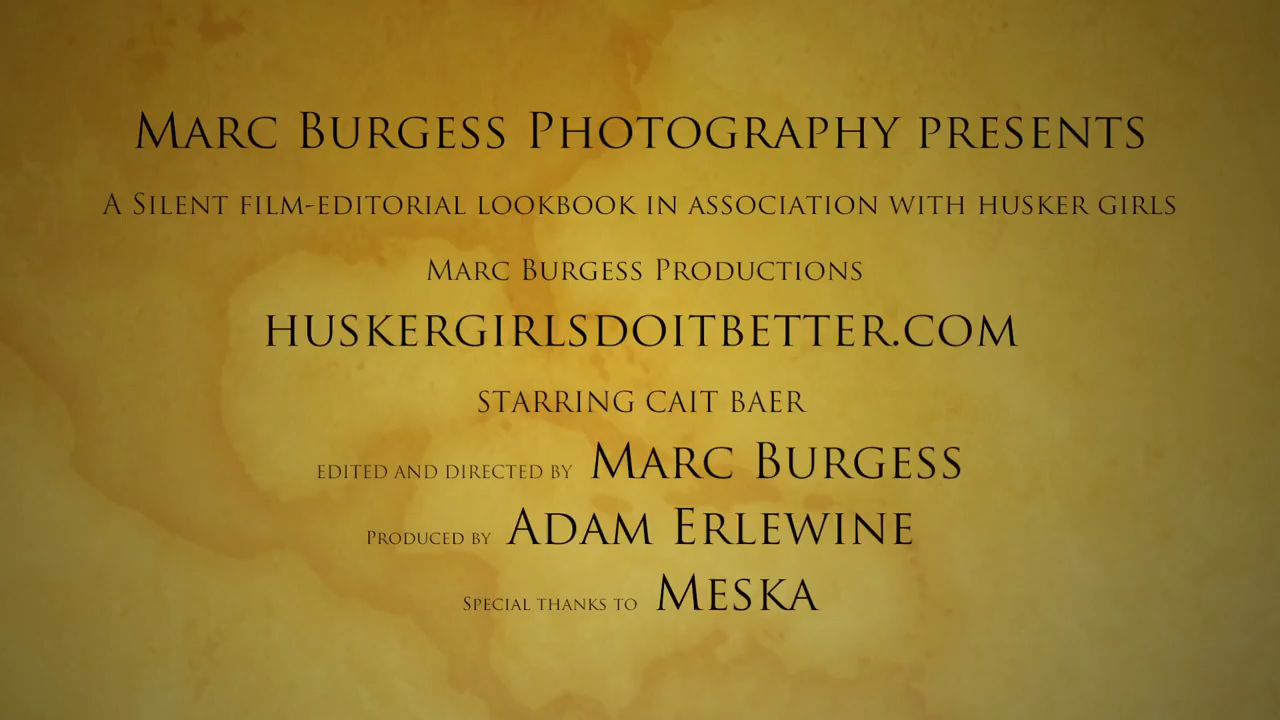 Marc Burgess Photography presents
A Silent film-editorial lookbook in association with husker girls
Marc Burgess Productions
huskergirlsdoitbetter.com
starring Cait Baer
edited and directed by Marc Burgess
Produced by Adam Erlewine
Special thanks to Meska